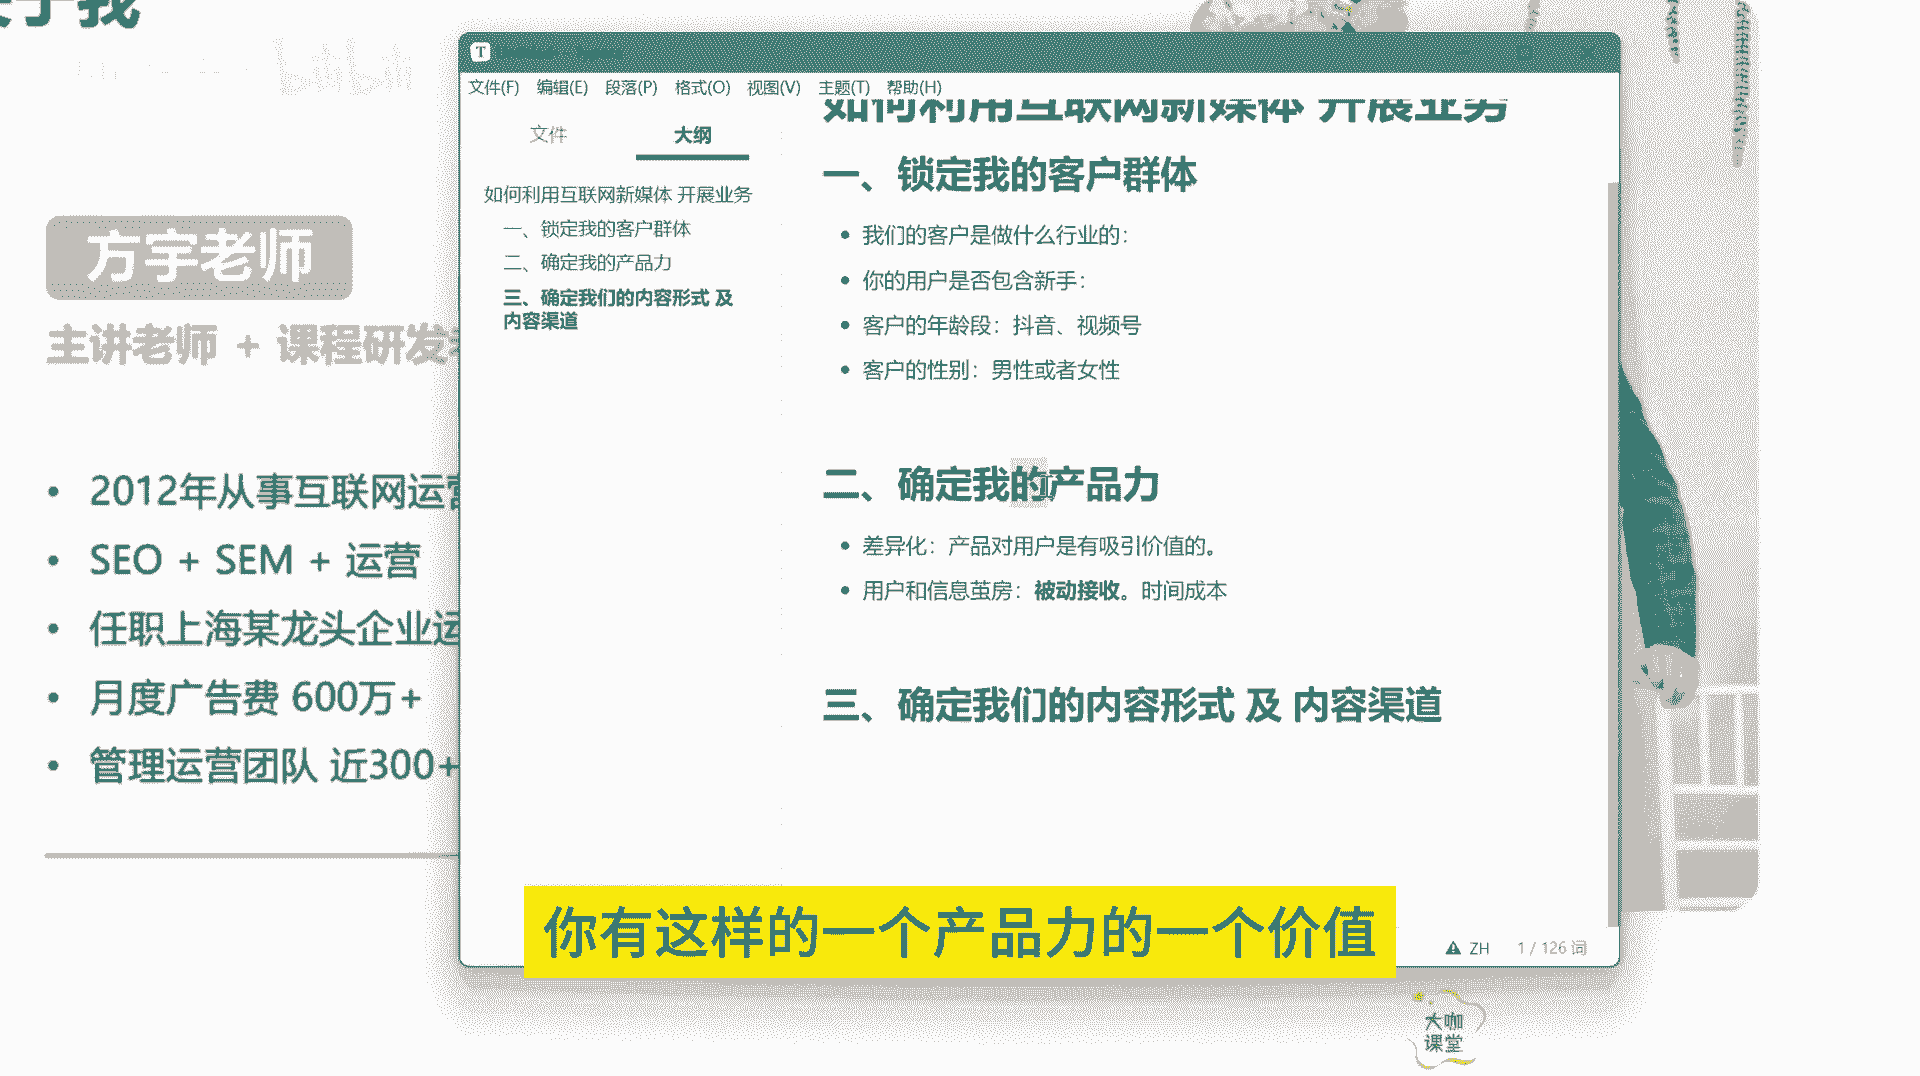 关于我
bilibili
方宇老师
主讲老师 + 课程研发
• 2012年从事互联网运营
• SEO + SEM + 运营
• 任职上海某龙头企业运
• 月度广告费 600万+
• 管理运营团队 近300+
T
文件(F) 编辑(E) 段落(P) 格式(O) 视图(V) 主题(T) 帮助(H)
文件 大纲
如何利用互联网新媒体 开展业务
一、锁定我的客户群体
二、确定我的产品力
三、确定我们的内容形式 及
内容渠道
如何利用互联网新媒体 开展业务
一、锁定我的客户群体
• 我们的客户是做什么行业的：
• 你的用户是否包含新手：
• 客户的年龄段：抖音、视频号
• 客户的性别：男性或者女性
二、确定我的产品力
• 差异化：产品对用户是有吸引价值的。
• 用户和信息茧房：被动接收。时间成本
三、确定我们的内容形式 及 内容渠道
ZH 1 / 126 词
你有这样的一个产品力的一个价值
大咖
课堂